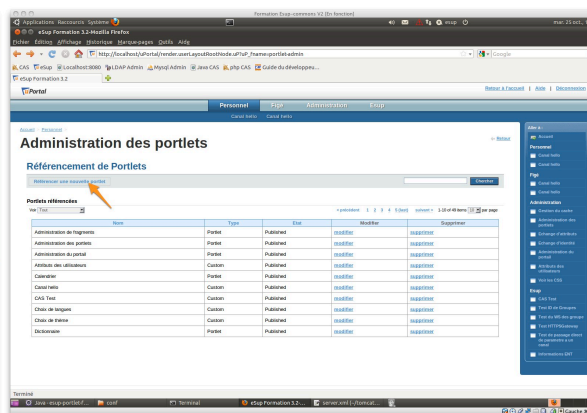 Formation Esup-commons V2 [En fonction]
Applications Raccourcis Système
esup
mar. 25 oct.,
eSup Formation 3.2-Mozilla Firefox
Fichier Edition Affichage Historique Marque-pages Outils Aide
http://localhost/uPortal/render.userLayoutRootNode.uP?uP_fname=portlet-admin
Google
CAS eSup Localhost:8080 LDAP Admin Mysql Admin Java CAS php CAS Guide du développeu...
eSup Formation 3.2
Portal
Retour à l'accueil | Aide | Déconnexion
Personnel Figé Administration Esup
Canal hello Canal hello
Accueil Personnel
Administration des portlets
Retour
Référencement de Portlets
Référencer une nouvelle portlet
Chercher
Portlets référencées
Voir Tous
précédent 1 2 3 4 5 (last) suivant 1-10 of 49 items 10 per page
Nom Type Etat Modifier Supprimer
Administration de fragments Portlet Published modifier supprimer
Administration des portlets Portlet Published modifier supprimer
Administration du portail Portlet Published modifier supprimer
Attributs des utilisateurs Custom Published modifier supprimer
Calendrier Portlet Published modifier supprimer
Canal hello Custom Published modifier supprimer
CAS Test Custom Published modifier supprimer
Choix de langues Custom Published modifier supprimer
Choix de thème Custom Published modifier supprimer
Dictionnaire Portlet Published modifier supprimer
Aller à :
Accueil
Personnel
Canal hello
Canal hello
Figé
Canal hello
Canal hello
Administration
Gestion du cache
Administration des
portlets
Echange d'attributs
Echange d'identité
Administration du
portail
Attributs des
utilisateurs
Voir les CSS
Esup
CAS Test
Test ID de Groupes
Test du WS des groupes
Test HTTP/Gateway
Test de passage direct
de paramètre a un
canal
Informations ENT
Terminé
Java - esup-portlet-f... conf Terminal eSup Formation 3.2-... server.xml (~/tomcat...